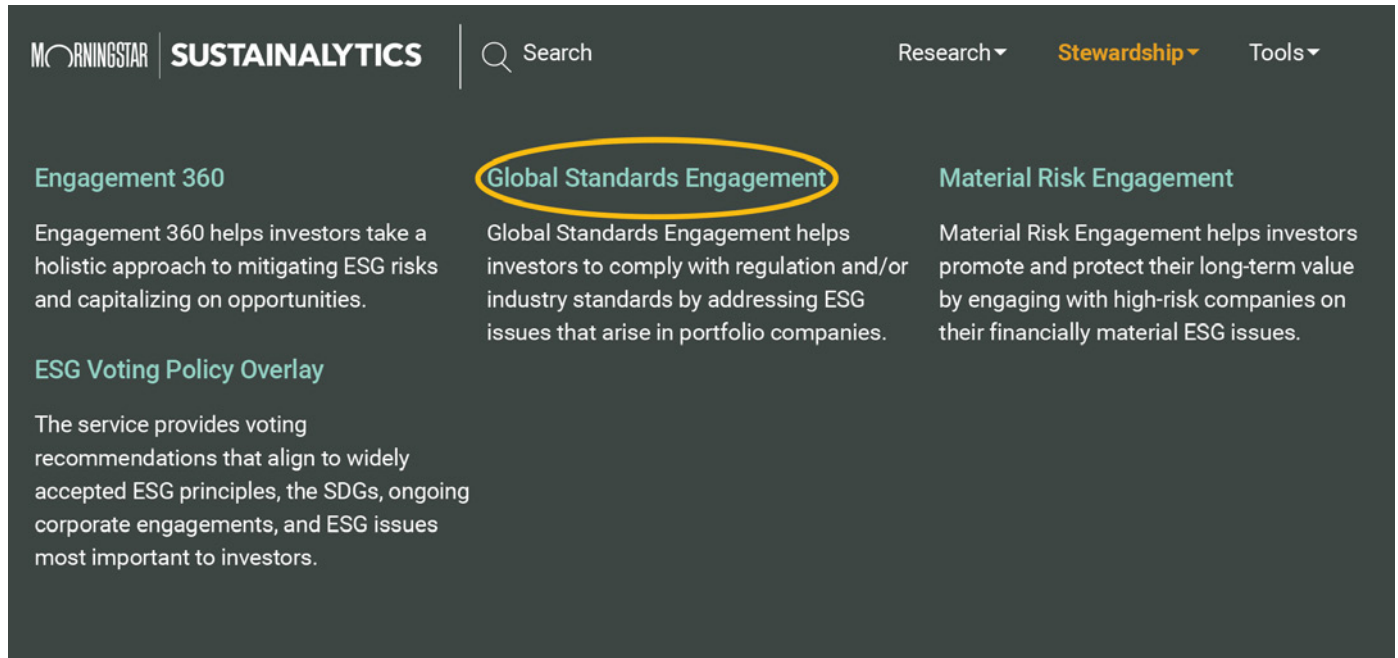 MORNINGSTAR SUSTAINALYTICS Search Research Stewardship Tools
Engagement 360
Engagement 360 helps investors take a
holistic approach to mitigating ESG risks
and capitalizing on opportunities.
Global Standards Engagement
Global Standards Engagement helps
investors to comply with regulation and/or
industry standards by addressing ESG
issues that arise in portfolio companies.
Material Risk Engagement
Material Risk Engagement helps investors
promote and protect their long-term value
by engaging with high-risk companies on
their financially material ESG issues.
ESG Voting Policy Overlay
The service provides voting
recommendations that align to widely
accepted ESG principles, the SDGs, ongoing
corporate engagements, and ESG issues
most important to investors.